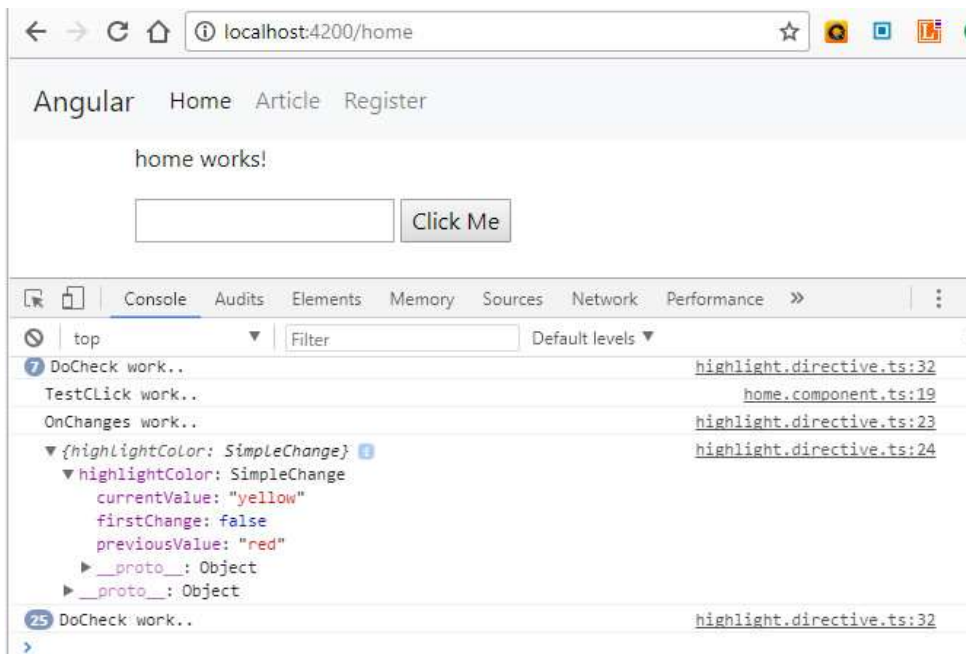 localhost:4200/home
Angular Home Article Register
home works!
Click Me
Console Audits Elements Memory Sources Network Performance »
top Filter Default levels
7 DoCheck work.. highlight.directive.ts:32
TestCLick work.. home.component.ts:19
OnChanges work.. highlight.directive.ts:23
{highlightColor: SimpleChange} highlight.directive.ts:24
highlightColor: SimpleChange
currentValue: "yellow"
firstChange: false
previousValue: "red"
__proto__: Object
__proto__: Object
25 DoCheck work.. highlight.directive.ts:32